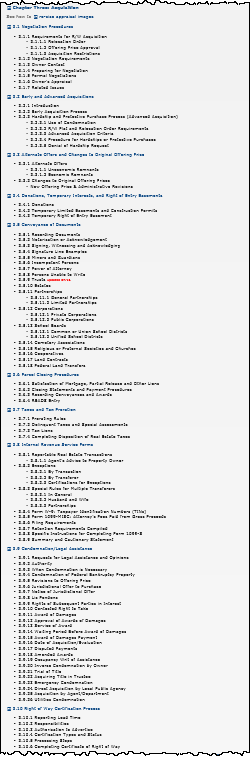 Chapter Three: Acquisition
3.1 Negotiation Procedures
3.1.1 Requirements for R/W Acquisition
3.1.1.1 Relocation Order
3.1.1.2 Offering Price Approval
3.1.1.3 Acquisition Restrictions
3.1.2 Negotiation Requirements
3.1.3 Owner Contact
3.1.4 Preparing for Negotiation
3.1.5 Formal Negotiations
3.1.6 Owner's Appraisal
3.1.7 Related Issues
3.2 Early and Advanced Acquisitions
3.2.1 Introduction
3.2.2 Early Acquisition Process
3.2.3 Hardship and Protective Purchase Process (Advanced Acquisition)
3.2.3.1 Use of Condemnation
3.2.3.2 R/W Plat and Relocation Order Requirements
3.2.3.3 Advanced Acquisition Criteria
3.2.3.4 Procedure for Hardship or Protective Purchases
3.2.3.5 Denial of Hardship Request
3.3 Alternate Offers and Changes to Original Offering Price
3.3.1 Alternate Offers
3.3.1.1 Uneconomic Remnants
3.3.1.2 Economic Remnants
3.3.2 Changes to Original Offering Prices
New Offering Price & Administrative Revisions
3.4 Donations, Temporary Interests, and Right of Entry Easements
3.4.1 Donations
3.4.2 Temporary Limited Easements and Construction Permits
3.4.3 Temporary Right of Entry Easement
3.5 Conveyance of Documents
3.5.1 Recording Documents
3.5.2 Notarization or Acknowledgement
3.5.3 Signing, Witnessing and Acknowledging
3.5.4 Signature Line Examples
3.5.5 Minors and Guardians
3.5.6 Incompetent Persons
3.5.7 Power of Attorney
3.5.8 Persons Unable to Write
3.5.9 Trusts
3.5.10 Estates
3.5.11 Partnerships
3.5.11.1 General Partnerships
3.5.11.2 Limited Partnerships
3.5.12 Corporations
3.5.12.1 Private Corporations
3.5.12.2 Public Corporations
3.5.13 School Boards
3.5.13.1 Common or Union School Districts
3.5.13.2 Unified School Districts
3.5.14 Cemetery Associations
3.5.15 Religious or Fraternal Societies and Churches
3.5.16 Cooperatives
3.5.17 Land Contracts
3.5.18 Federal Land Transfers
3.6 Parcel Closing Procedures
3.6.1 Satisfaction of Mortgage, Partial Release and Other Liens
3.6.2 Closing Statements and Payment Procedures
3.6.3 Recording Conveyances and Awards
3.6.4 READS Entry
3.7 Taxes and Tax Proration
3.7.1 Prorating Rules
3.7.2 Delinquent Taxes and Special Assessments
3.7.3 Tax Liens
3.7.4 Completing Disposition of Real Estate Taxes
3.8 Internal Revenue Service Forms
3.8.1 Reportable Real Estate Transactions
3.8.1.1 Agent's Advice to Property Owner
3.8.2 Exceptions
3.8.2.1 By Transaction
3.8.2.2 By Transferor
3.8.2.3 Certifications for Exceptions
3.8.3 Special Rules for Multiple Transferors
3.8.3.1 In General
3.8.3.2 Husband and Wife
3.8.3.3 Partnerships
3.8.4 Form W-9: Taxpayer Identification Numbers (TINs)
3.8.5 Form 1099-MISC: Attorney's Fees Paid from Gross Proceeds
3.8.6 Filing Requirements
3.8.7 Retention Requirements Compiled
3.8.8 Specific Instructions for Completing Form 1099-S
3.8.9 Summary and Cautionary Statement
3.9 Condemnation/Legal Assistance
3.9.1 Requests for Legal Assistance and Opinions
3.9.2 Authority
3.9.3 When Condemnation is Necessary
3.9.4 Condemnation of Federal Bankruptcy Property
3.9.5 Revisions to Offering Price
3.9.6 Jurisdictional Offer to Purchase
3.9.7 Notice of Jurisdictional Offer
3.9.8 Lis Pendens
3.9.9 Rights of Subsequent Parties in Interest
3.9.10 Contested Right to Take
3.9.11 Award of Damages
3.9.12 Approval of Awards of Damages
3.9.13 Service of Award
3.9.14 Waiting Period Before Award of Damages
3.9.15 Award of Damages Payment
3.9.16 Date of Acquisition/Evaluation
3.9.17 Disputed Payments
3.9.18 Amended Awards
3.9.19 Occupancy Writ of Assistance
3.9.20 Inverse Condemnation by Owner
3.9.21 Trial of Title
3.9.22 Acquiring Title in Trustee
3.9.23 Emergency Condemnation
3.9.24 Direct Acquisition by Local Public Agency
3.9.25 Acquisition by Agent/Department
3.9.26 Utilities Condemnation
3.10 Right of Way Certification Process
3.10.1 Reporting Lead Time
3.10.2 Responsibilities
3.10.3 Authorization to Advertise
3.10.4 Certification Types and Status
3.10.5 Processing Steps
3.10.6 Completing Certificate of Right of Way